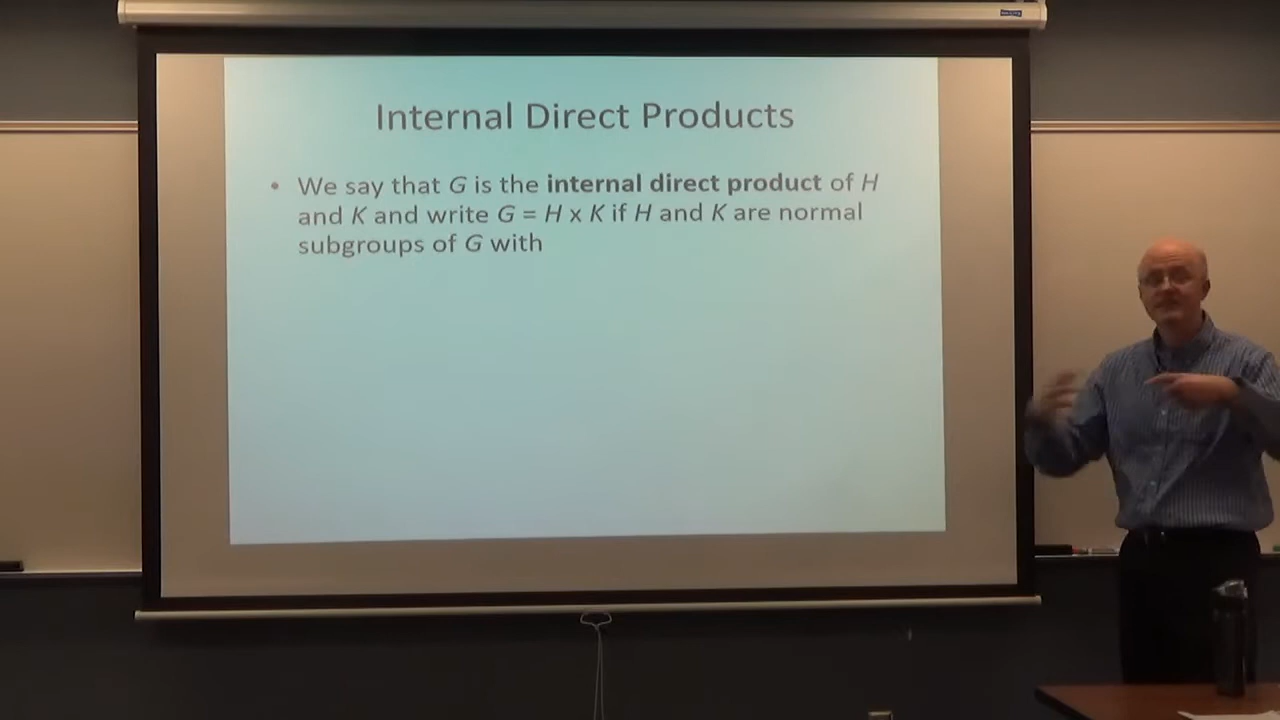 Internal Direct Products
• We say that G is the internal direct product of H
and K and write G = H x K if H and K are normal
subgroups of G with